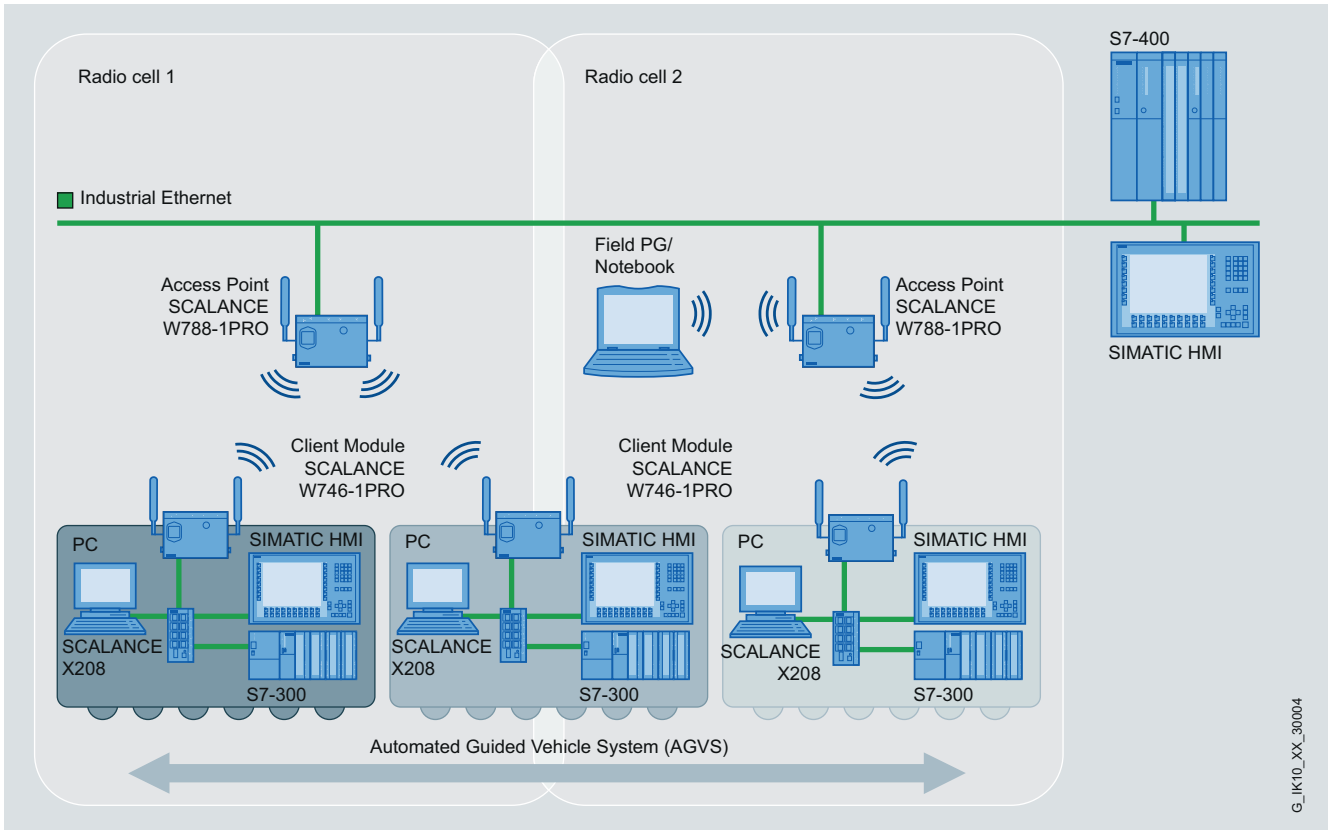 S7-400
Radio cell 1
Radio cell 2
Industrial Ethernet
Field PG/
Notebook
Access Point
SCALANCE
W788-1PRO
Access Point
SCALANCE
W788-1PRO
SIMATIC HMI
Client Module
SCALANCE
W746-1PRO
Client Module
SCALANCE
W746-1PRO
PC
SIMATIC HMI
SCALANCE
X208
S7-300
PC
SIMATIC HMI
SCALANCE
X208
S7-300
PC
SIMATIC HMI
SCALANCE
X208
S7-300
Automated Guided Vehicle System (AGVS)
G_IK10_XX_30004